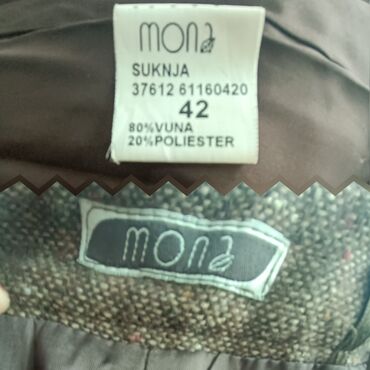 mona
SUKNJA
37612 61160420
42
80%VUNA
20%POLIESTER
mona